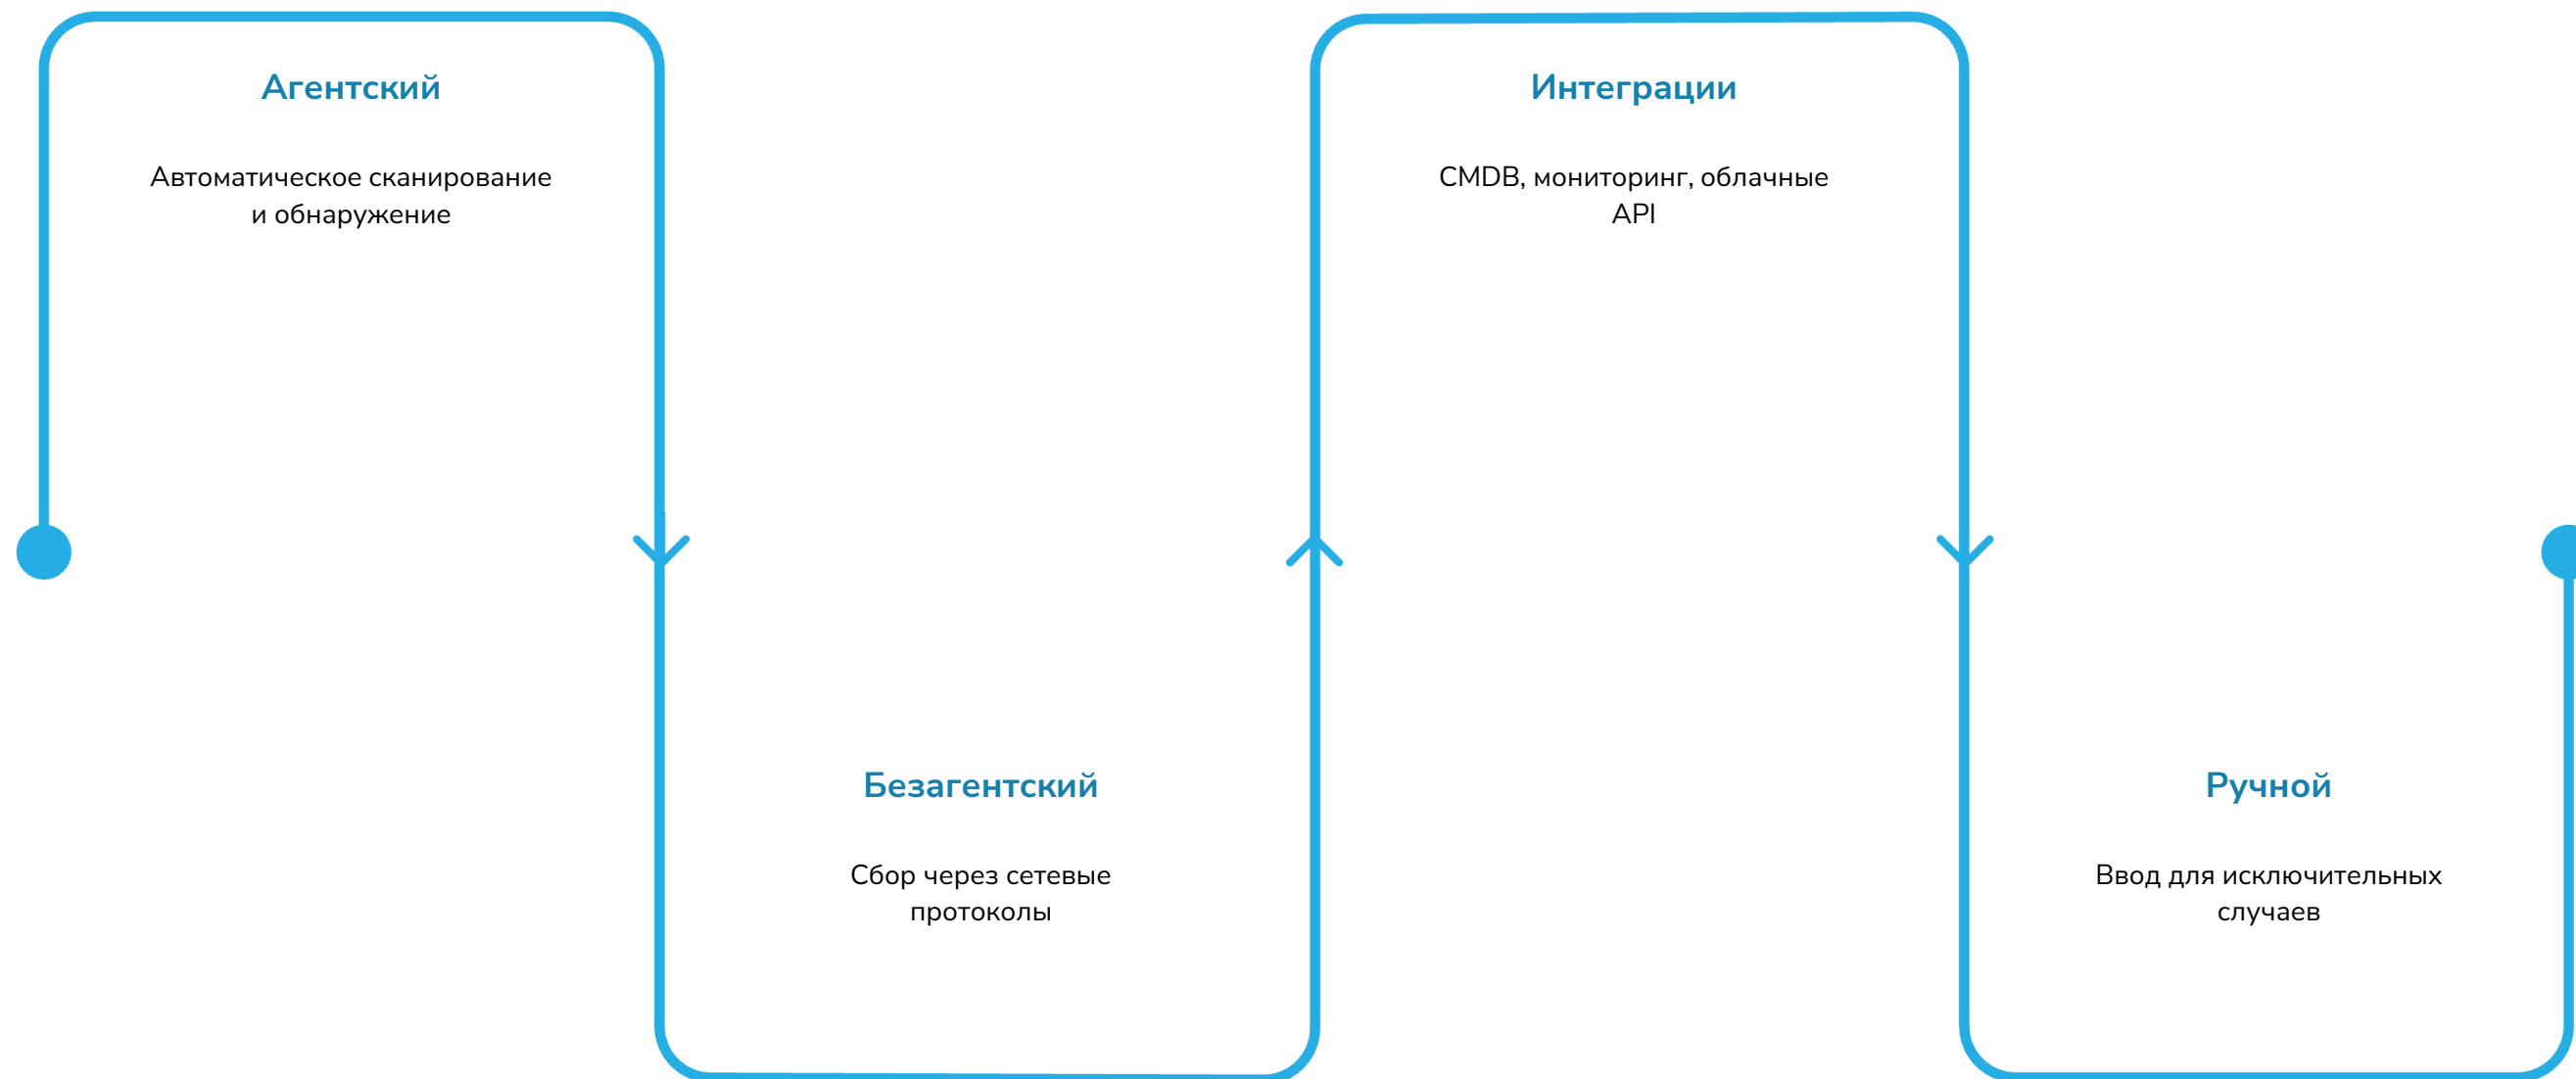 Агентский
Автоматическое сканирование
и обнаружение
Безагентский
Сбор через сетевые
протоколы
Интеграции
CMDB, мониторинг, облачные
API
Ручной
Ввод для исключительных
случаев